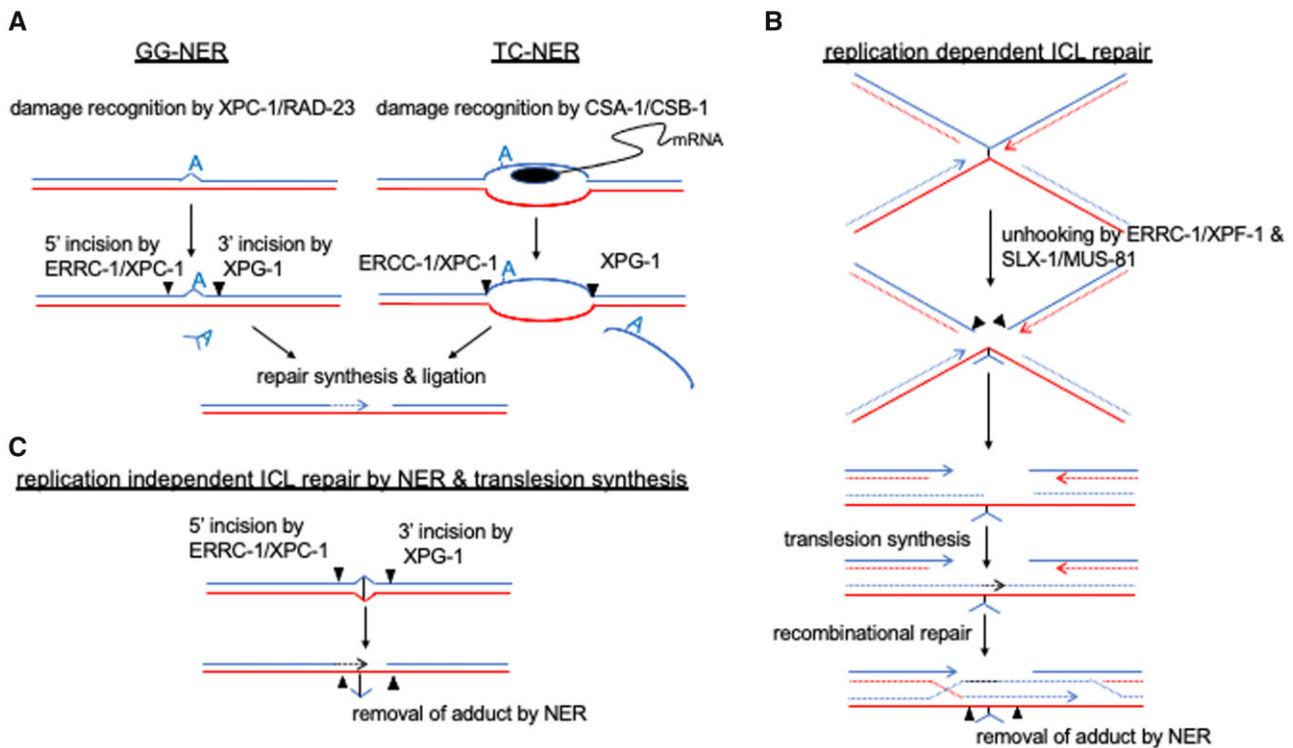 A
GG-NER
damage recognition by XPC-1/RAD-23
A
5' incision by
ERRC-1/XPC-1
3' incision by
XPG-1
A
A
TC-NER
damage recognition by CSA-1/CSB-1
mRNA
A
ERCC-1/XPC-1
A
XPG-1
A
repair synthesis & ligation
B
replication dependent ICL repair
unhooking by ERRC-1/XPF-1 &
SLX-1/MUS-81
translesion synthesis
recombinational repair
removal of adduct by NER
C
replication independent ICL repair by NER & translesion synthesis
5' incision by
ERRC-1/XPC-1
3' incision by
XPG-1
removal of adduct by NER